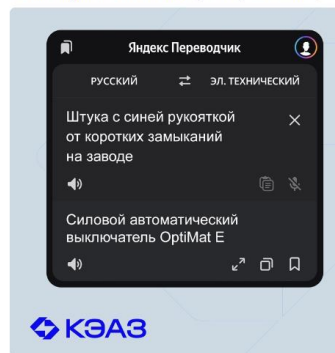 Яндекс Переводчик
РУССКИЙ ЭЛ. ТЕХНИЧЕСКИЙ
Штука с синей рукояткой
от коротких замыканий
на заводе
Силовой автоматический
выключатель OptiMat E
КЭАЗ